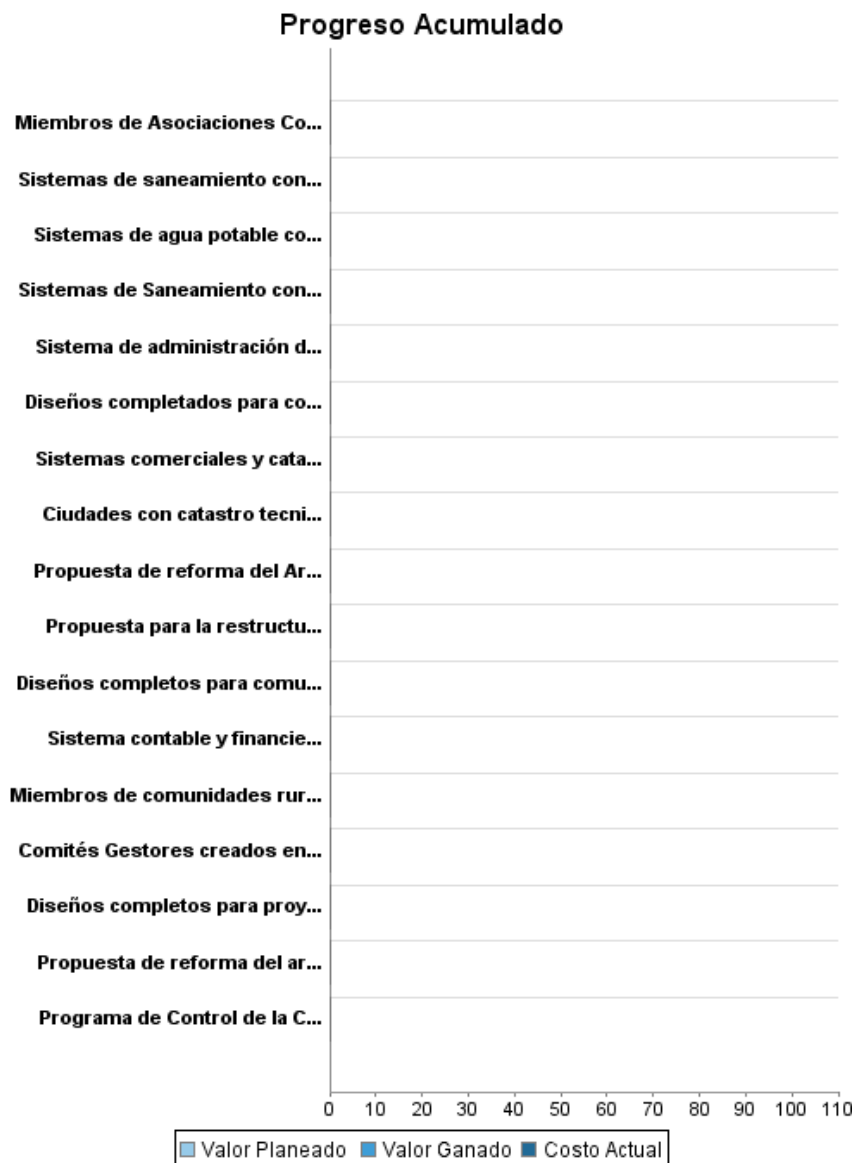 Progreso Acumulado
Miembros de Asociaciones Co...
Sistemas de saneamiento con...
Sistemas de agua potable co...
Sistemas de Saneamiento con...
Sistema de administración d...
Diseños completados para co...
Sistemas comerciales y cata...
Ciudades con catastro tecni...
Propuesta de reforma del Ar...
Propuesta para la restructu...
Diseños completos para comu...
Sistema contable y financie...
Miembros de comunidades rur...
Comités Gestores creados en...
Diseños completos para proy...
Propuesta de reforma del ar...
Programa de Control de la C...
0 10 20 30 40 50 60 70 80 90 100 110
Valor Planeado Valor Ganado Costo Actual